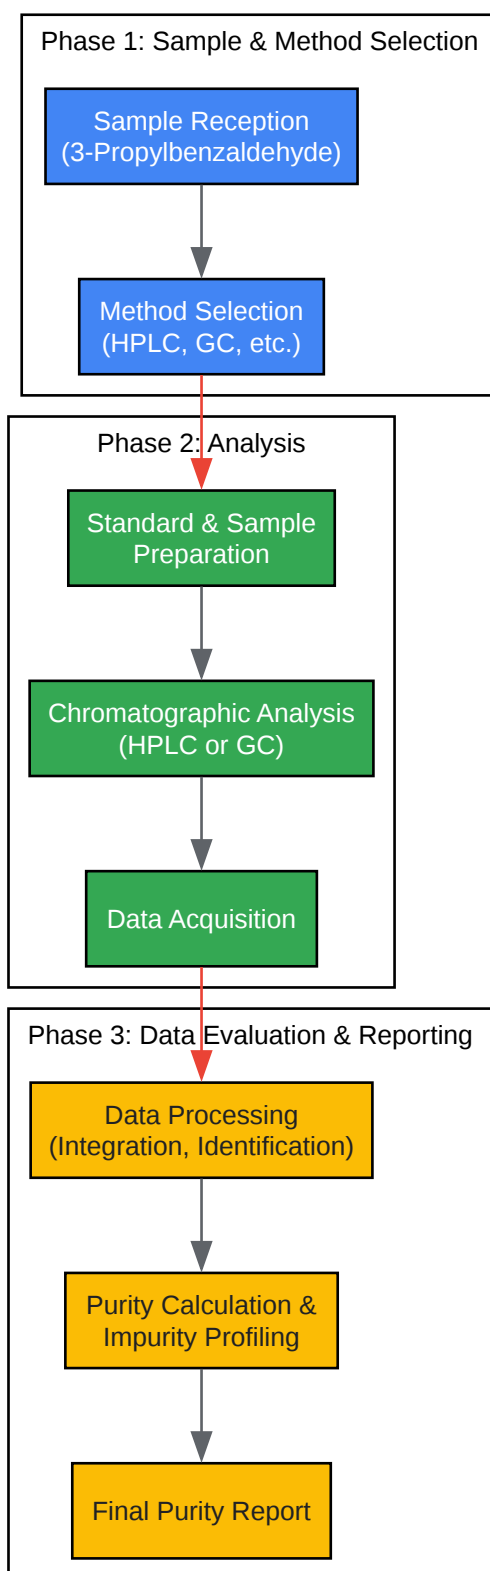 Phase 1: Sample & Method Selection
Sample Reception
(3-Propylbenzaldehyde)
Method Selection
(HPLC, GC, etc.)
Phase 2: Analysis
Standard & Sample
Preparation
Chromatographic Analysis
(HPLC or GC)
Data Acquisition
Phase 3: Data Evaluation & Reporting
Data Processing
(Integration, Identification)
Purity Calculation &
Impurity Profiling
Final Purity Report